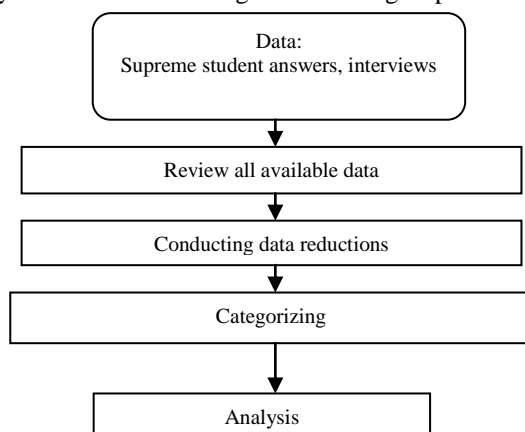 Data:
Supreme student answers, interviews
Review all available data
Conducting data reductions
Categorizing
Analysis